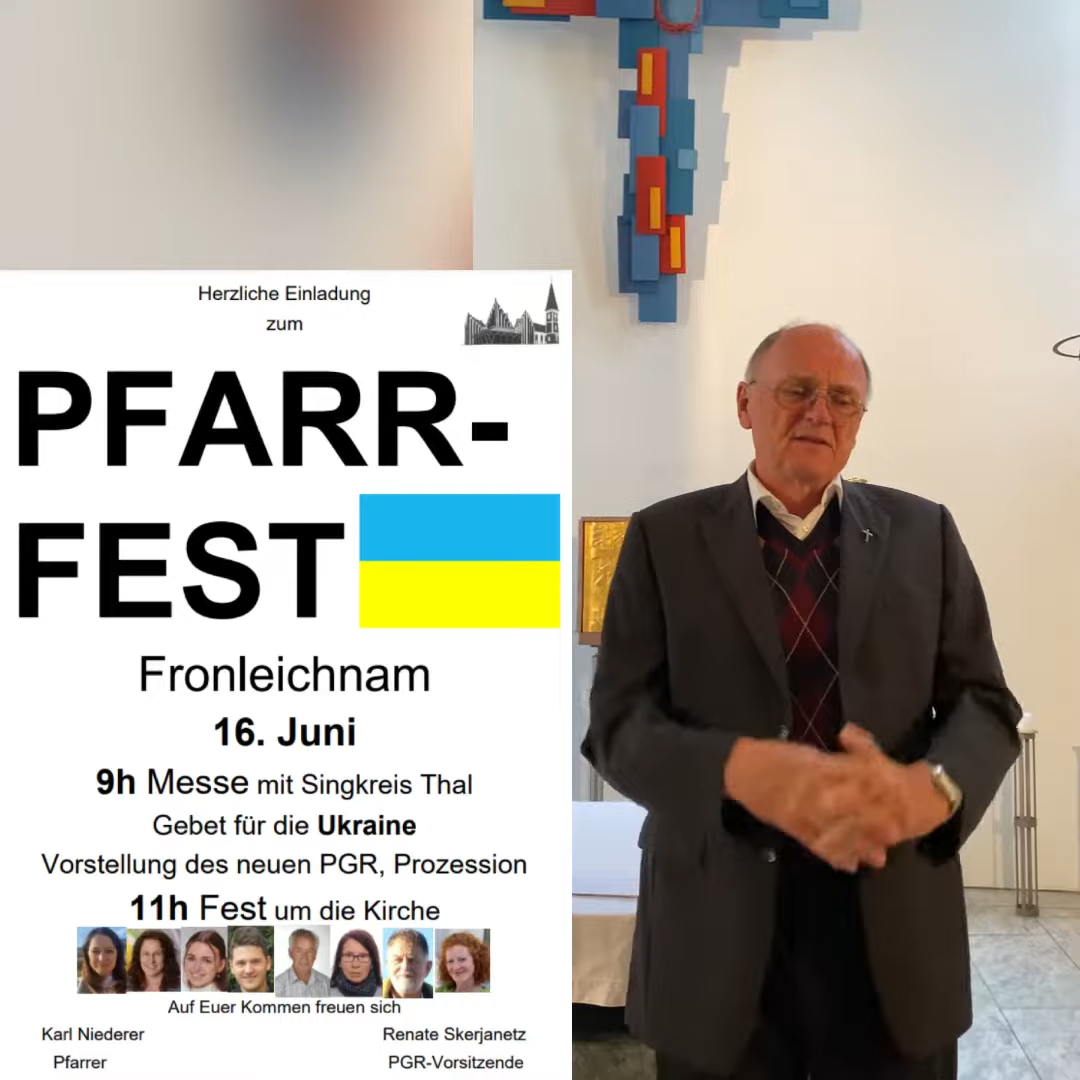 Herzliche Einladung
zum
PFARR-
FEST
Fronleichnam
16. Juni
9h Messe mit Singkreis Thal
Gebet für die Ukraine
Vorstellung des neuen PGR, Prozession
11h Fest um die Kirche
Auf Euer Kommen freuen sich
Karl Niederer Renate Skerjanetz
Pfarrer PGR-Vorsitzende